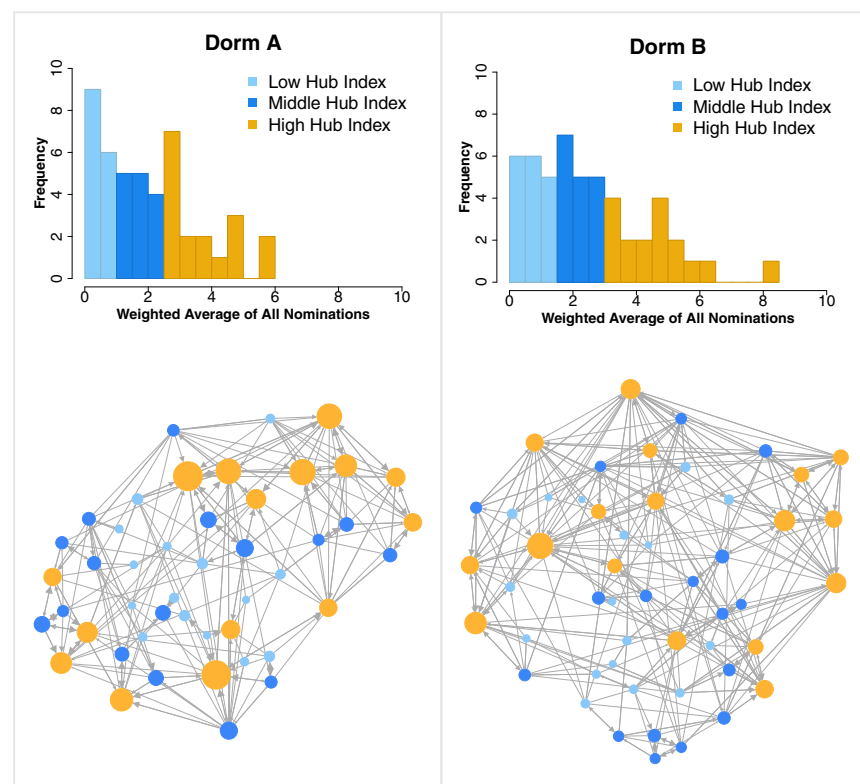 Dorm A
Low Hub Index
Middle Hub Index
High Hub Index
Frequency
0
2
4
6
8
10
0 2 4 6 8 10
Weighted Average of All Nominations
Dorm B
Low Hub Index
Middle Hub Index
High Hub Index
Frequency
0
2
4
6
8
10
0 2 4 6 8 10
Weighted Average of All Nominations